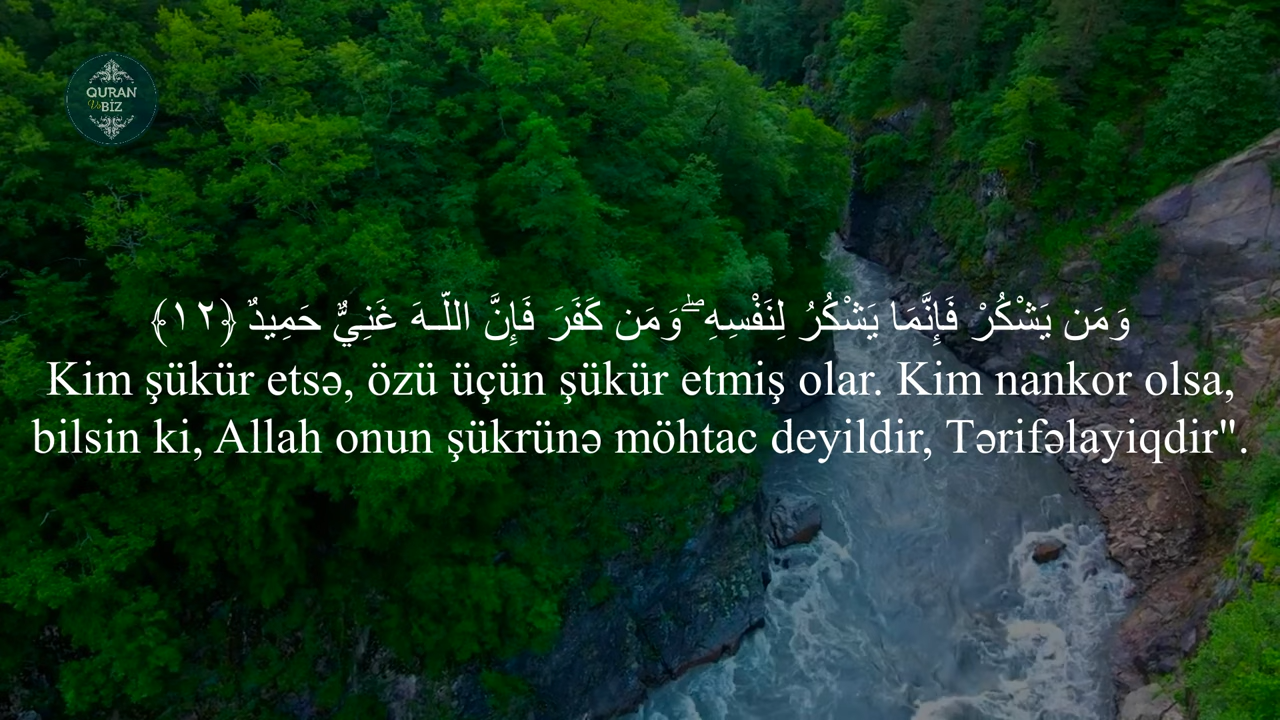 QURAN
Və BİZ
وَمَن يَشْكُرْ فَإِنَّمَا يَشْكُرُ لِنَفْسِهِ ۖ وَمَن كَفَرَ فَإِنَّ اللَّـهَ غَنِيٌّ حَمِيدٌ ﴿١٢﴾
Kim şükür etsə, özü üçün şükür etmiş olar. Kim nankor olsa,
bilsin ki, Allah onun şükrünə möhtac deyildir, Tərifəlayiqdir".